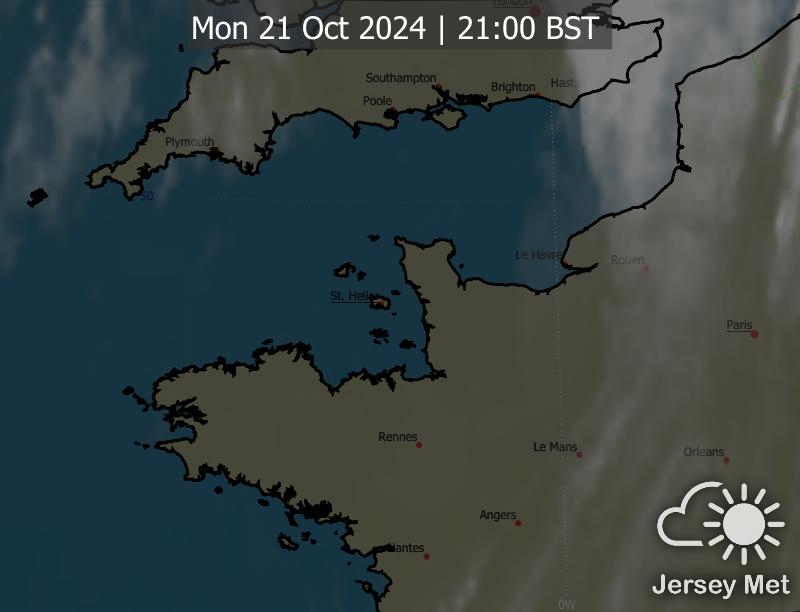 London
Mon 21 Oct 2024 | 21:00 BST
Southampton
Brighton
Hasti
Poole
Plymouth
50
Le Havre
Rouen
St. Helier
Paris
Rennes
Le Mans
Orleans
Angers
Nantes
0W
Jersey Met